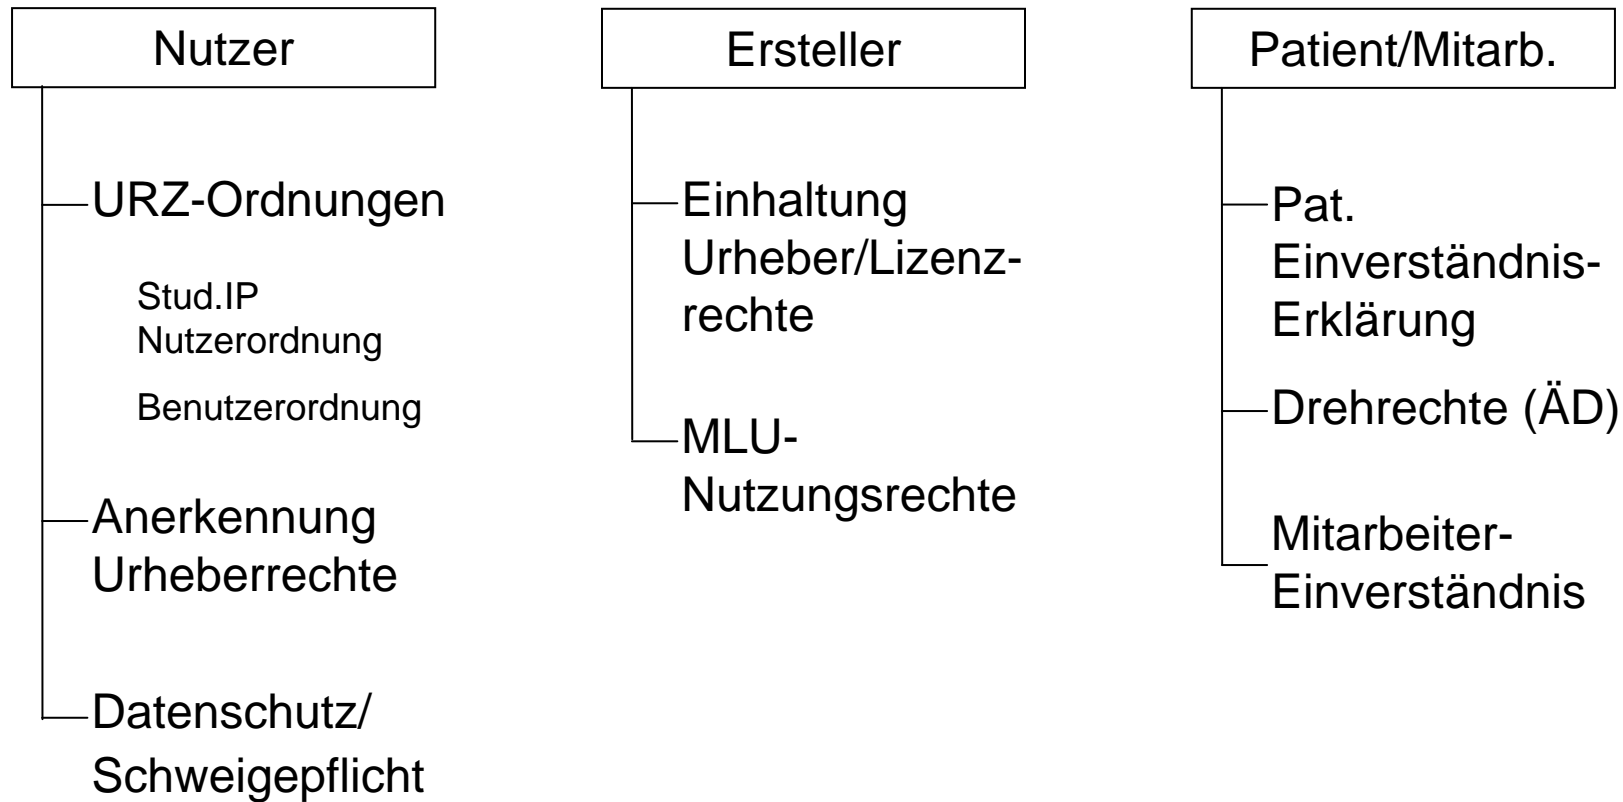 Nutzer
URZ-Ordnungen
Stud.IP
Nutzerordnung
Benutzerordnung
Anerkennung
Urheberrechte
Datenschutz/
Schweigepflicht
Ersteller
Einhaltung
Urheber/Lizenz-
rechte
MLU-
Nutzungsrechte
Patient/Mitarb.
Pat.
Einverständnis-
Erklärung
Drehrechte (ÄD)
Mitarbeiter-
Einverständnis